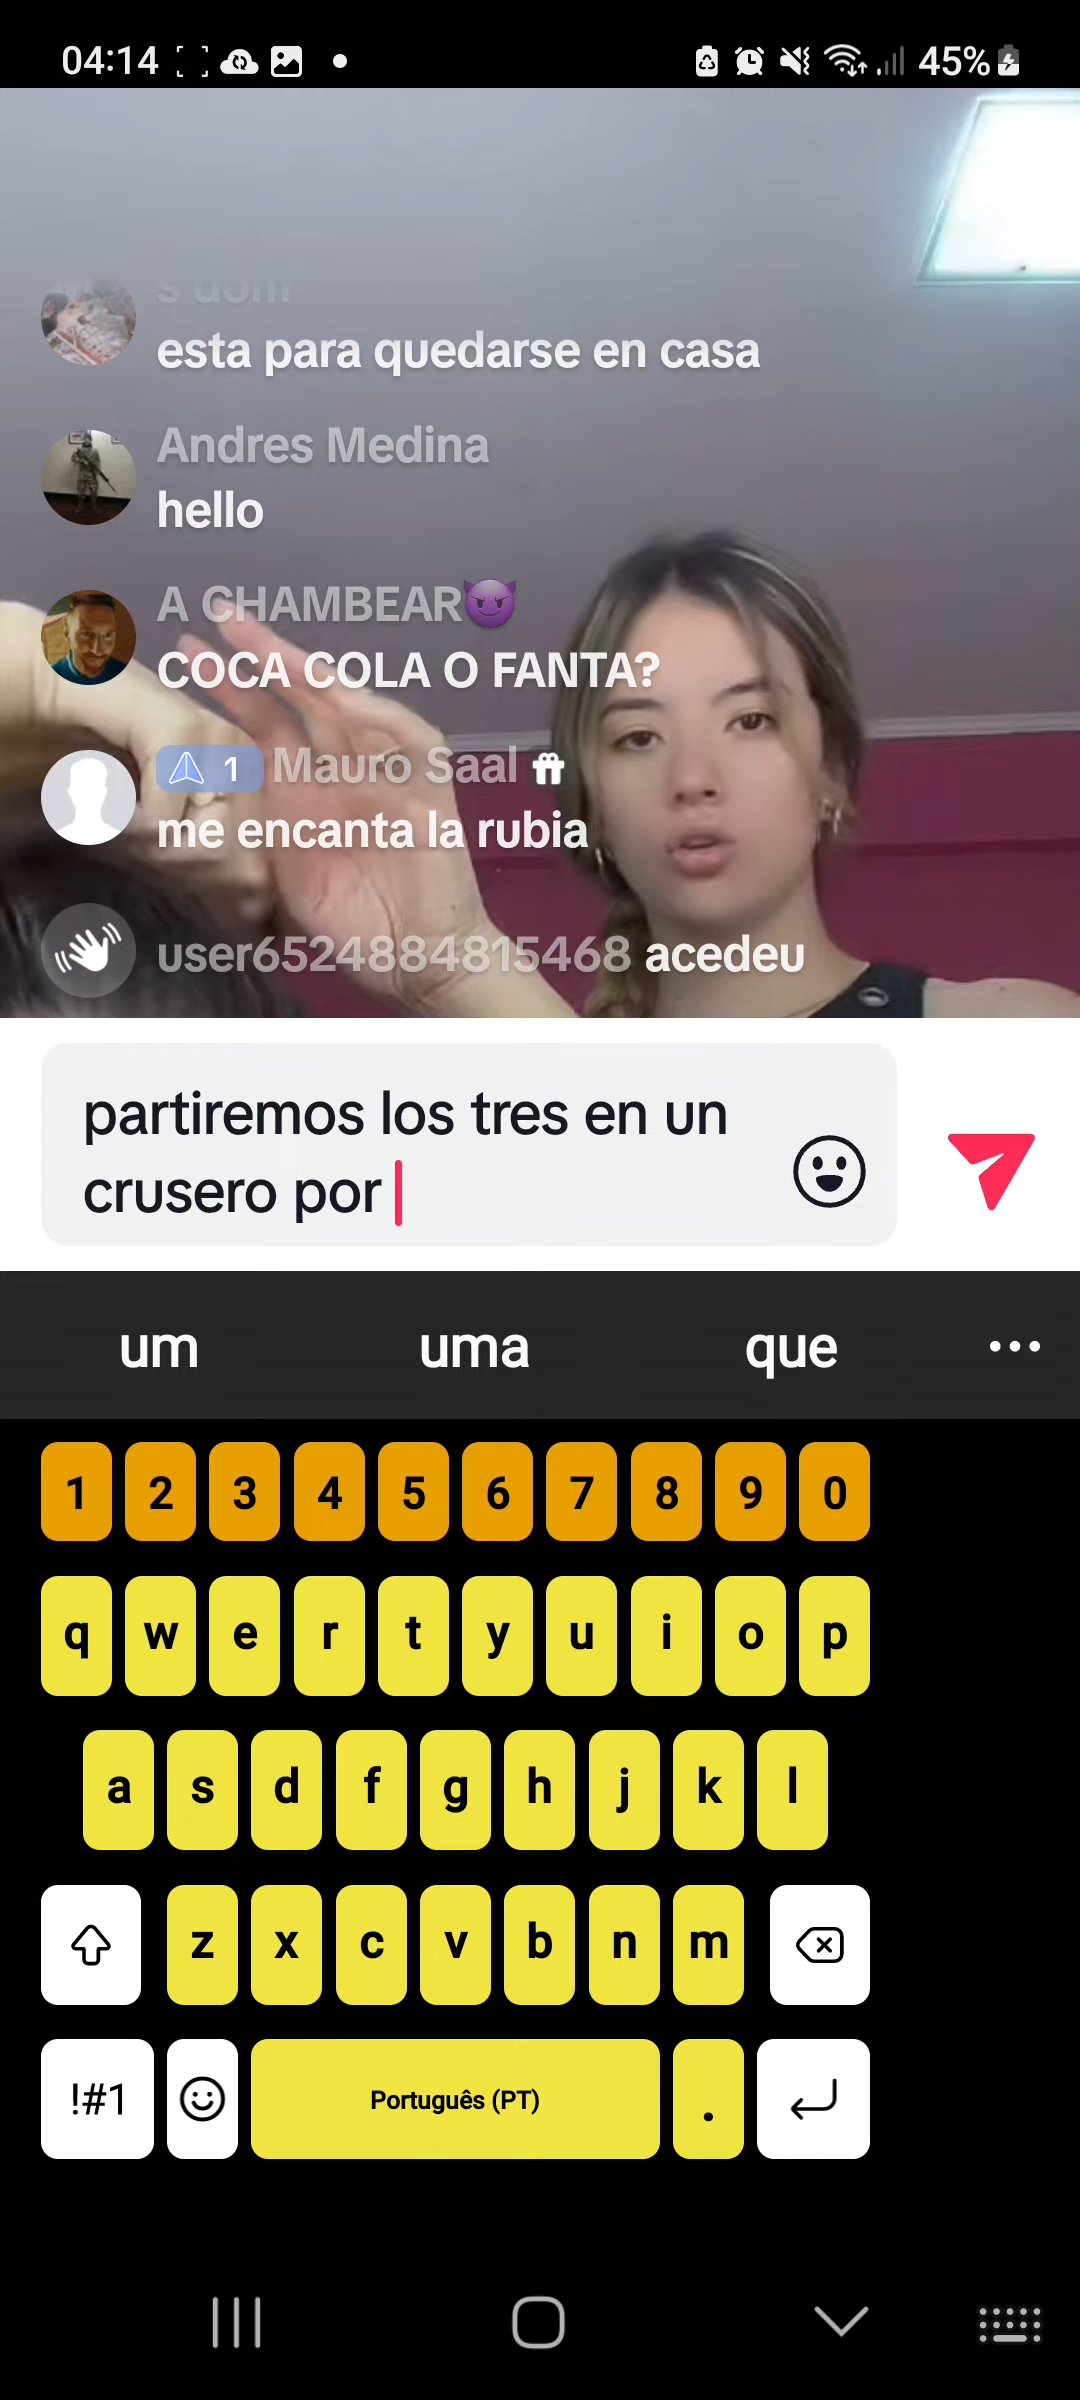 04:14
45%
esta para quedarse en casa
Andres Medina
hello
A CHAMBEAR😈
COCA COLA O FANTA?
1 Mauro Saal
me encanta la rubia
user6524884815468 acedeu
partiremos los tres en un
crusero por
um uma que
1 2 3 4 5 6 7 8 9 0
q w e r t y u i o p
a s d f g h j k l
z x c v b n m
!#1 Português (PT) .